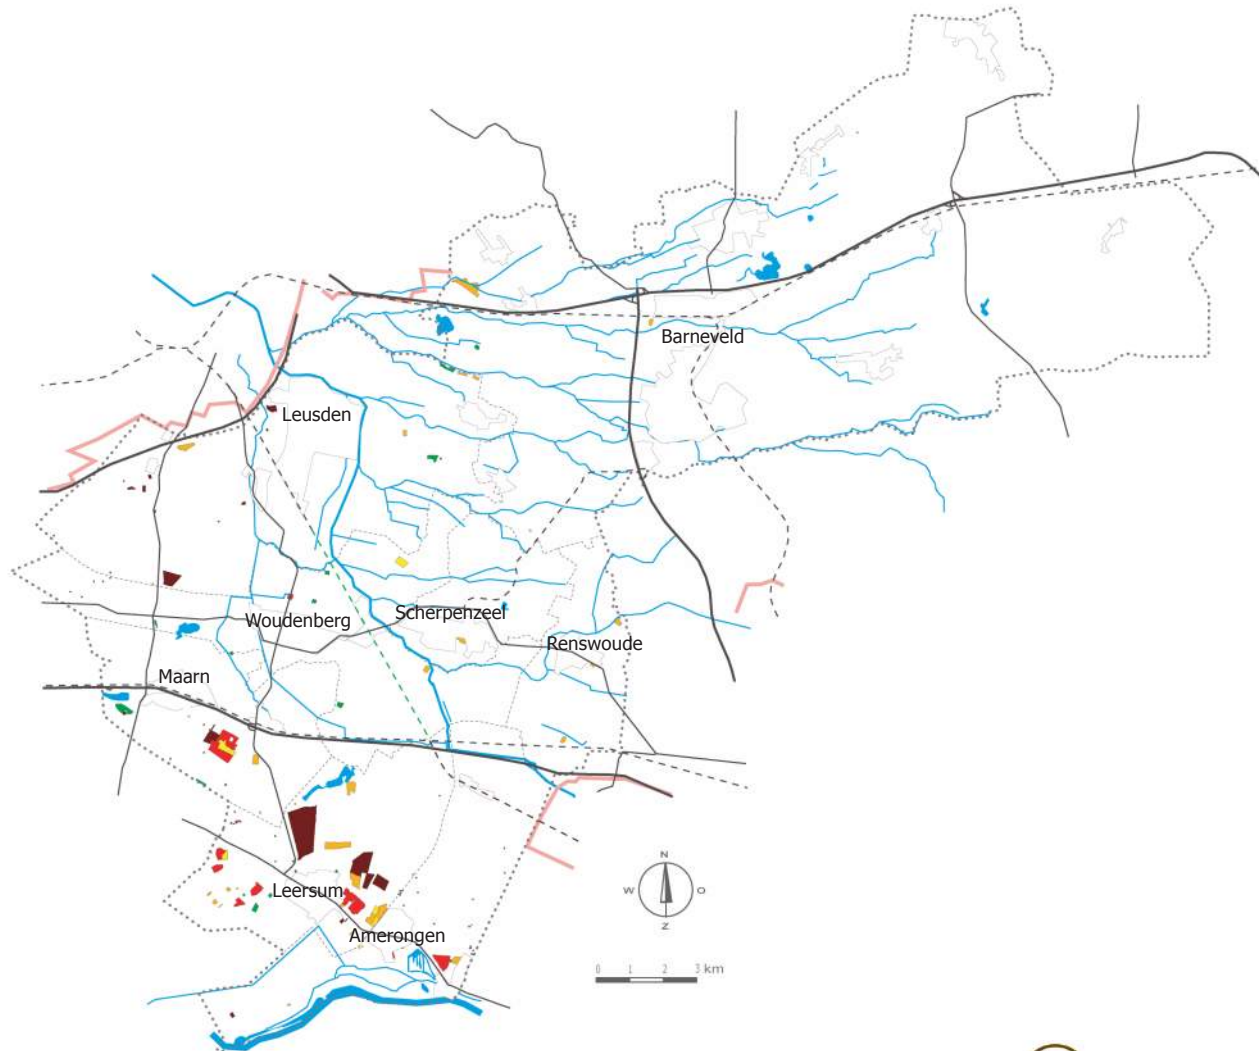 Barneveld
Leusden
Scherpenzeel
Woudenberg
Renswoude
Maarn
N
W O
Z
Leersum
Amerongen
0 1 2 3 km